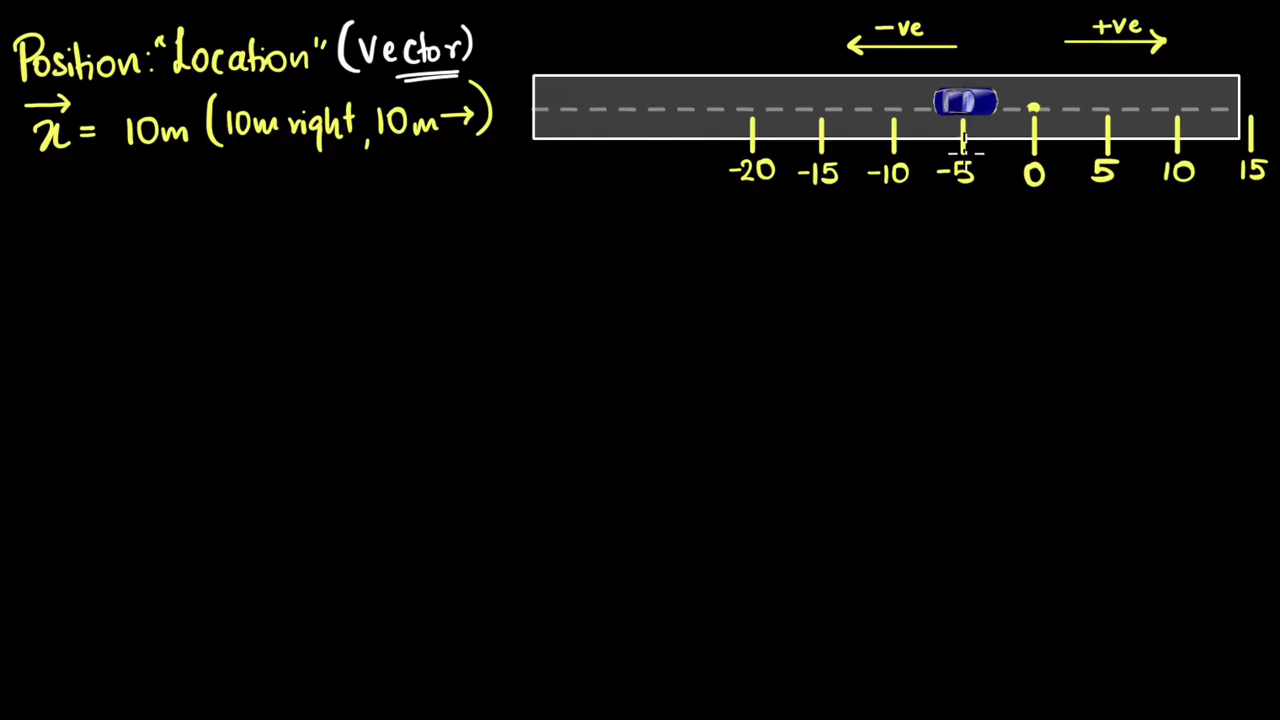 Position: "Location" (Vector)
x = 10m (10m right, 10m →)
-ve +ve
-20 -15 -10 -5 0 5 10 15